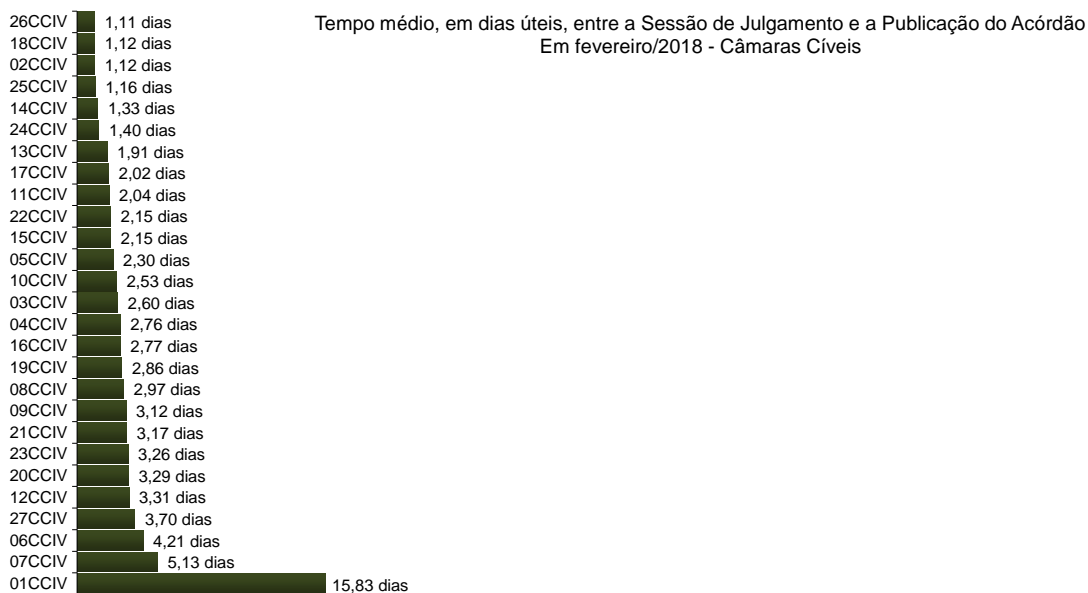 Tempo médio, em dias úteis, entre a Sessão de Julgamento e a Publicação do Acórdão
Em fevereiro/2018 - Câmaras Cíveis
26CCIV 1,11 dias
18CCIV 1,12 dias
02CCIV 1,12 dias
25CCIV 1,16 dias
14CCIV 1,33 dias
24CCIV 1,40 dias
13CCIV 1,91 dias
17CCIV 2,02 dias
11CCIV 2,04 dias
22CCIV 2,15 dias
15CCIV 2,15 dias
05CCIV 2,30 dias
10CCIV 2,53 dias
03CCIV 2,60 dias
04CCIV 2,76 dias
16CCIV 2,77 dias
19CCIV 2,86 dias
08CCIV 2,97 dias
09CCIV 3,12 dias
21CCIV 3,17 dias
23CCIV 3,26 dias
20CCIV 3,29 dias
12CCIV 3,31 dias
27CCIV 3,70 dias
06CCIV 4,21 dias
07CCIV 5,13 dias
01CCIV 15,83 dias